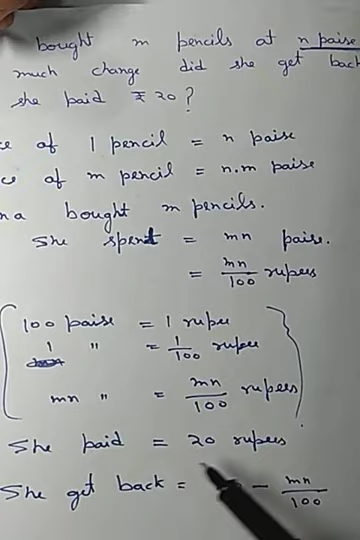 bought m pencils at n paise
much change did she get back
she paid ₹20?
of 1 pencil = n paise
of m pencil = n.m paise
bought m pencils.
She spent = mn paise.
= mn/100 rupees
100 paise = 1 rupee
1 " = 1/100 rupee
mn " = mn/100 rupees
She paid = 20 rupees
She get back = - mn/100